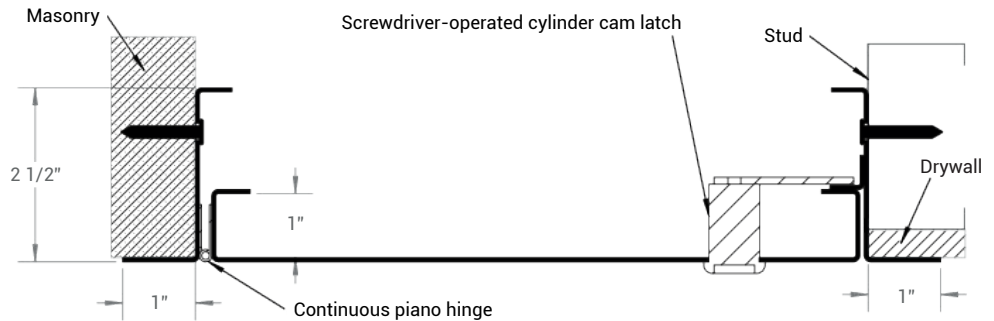 Masonry
Screwdriver-operated cylinder cam latch
Stud
2 1/2"
Drywall
1"
1"
Continuous piano hinge
1"